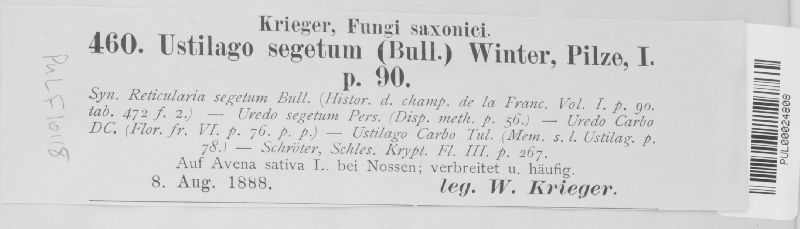 Krieger, Fungi saxonici.
460. Ustilago segetum (Bull.) Winter, Pilze, I.
p. 90.
Syn. Reticularia segetum Bull. (Histor. d. champ. de la Franc. Vol. I. p. 90.
tab. 472 f. 2.) — Uredo segetum Pers. (Disp. meth. p. 56.) — Uredo Carbo
DC. (Flor. fr. VI. p. 76. p. p.) — Ustilago Carbo Tul. (Mem. s. l. Ustilag. p.
78.) — Schröter, Schles. Krypt. Fl. III. p. 267.
Auf Avena sativa L. bei Nossen; verbreitet u. häufig.
8. Aug. 1888. leg. W. Krieger.
PUL F10118
PUL00024808